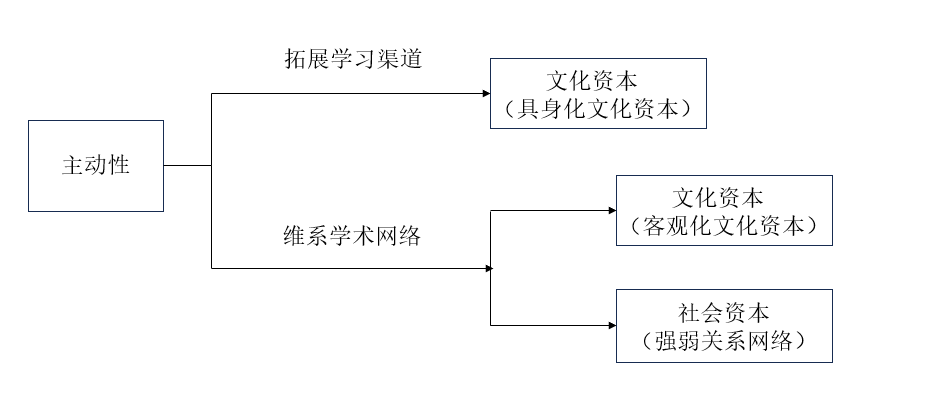 拓展学习渠道
文化资本
（具身化文化资本）
主动性
维系学术网络
文化资本
（客观化文化资本）
社会资本
（强弱关系网络）